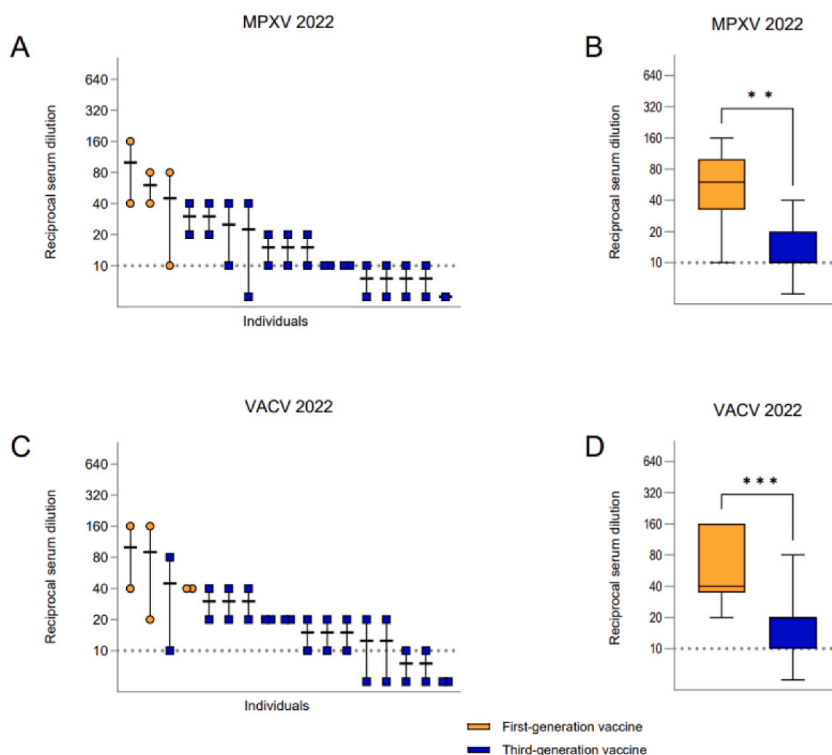 MPXV 2022
MPXV 2022
A
B
Reciprocal serum dilution
640
320
160
80
40
20
10
Individuals
Reciprocal serum dilution
640
320
160
80
40
20
10
* *
VACV 2022
VACV 2022
C
D
Reciprocal serum dilution
640
320
160
80
40
20
10
Individuals
Reciprocal serum dilution
640
320
160
80
40
20
10
* * *
First-generation vaccine
Third-generation vaccine